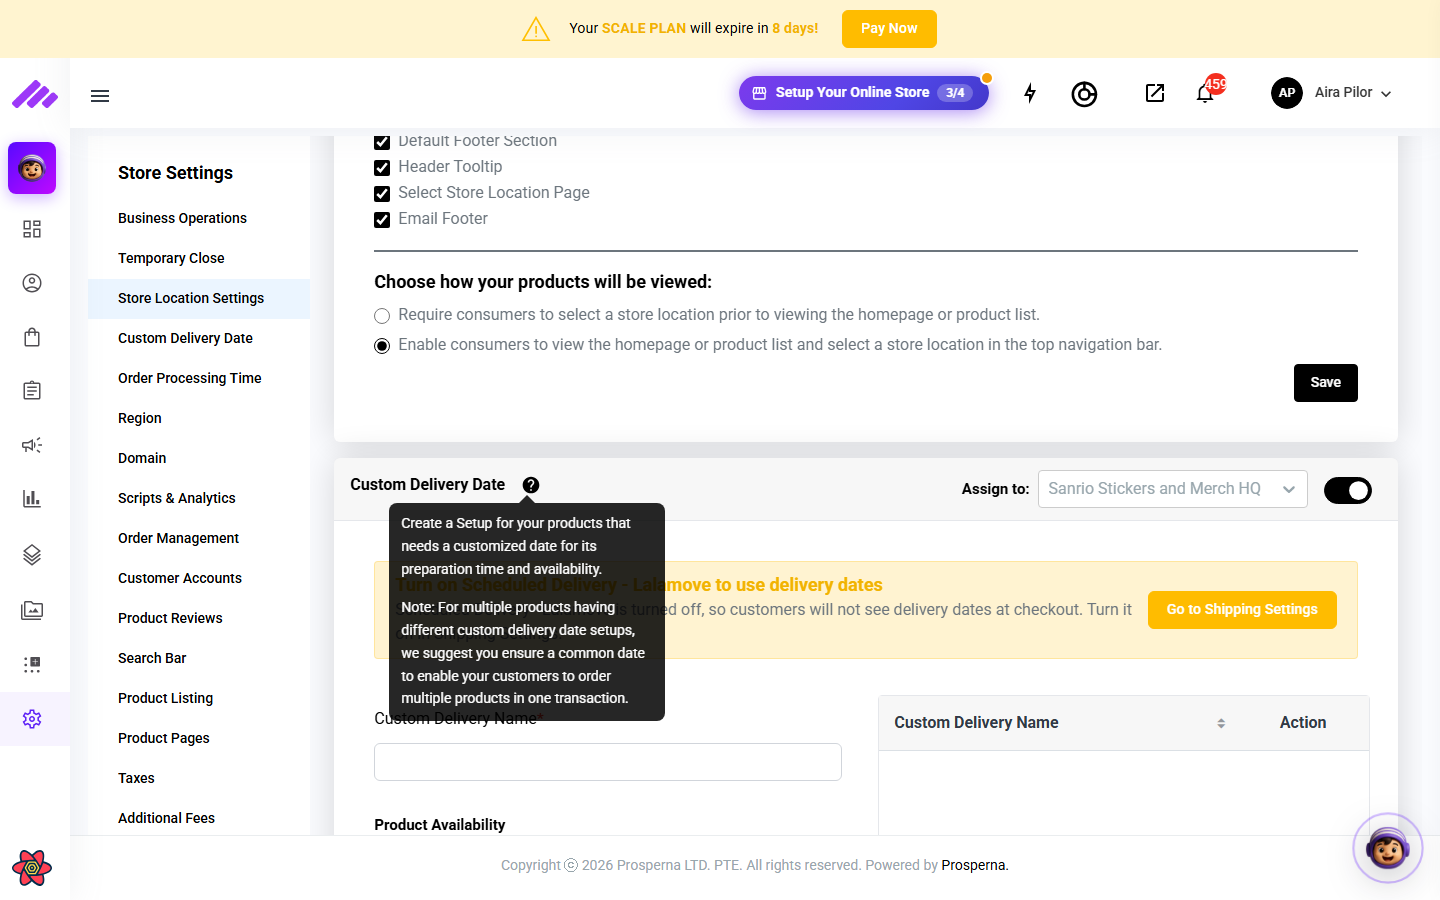 Your SCALE PLAN will expire in 8 days!
Pay Now
Setup Your Online Store 3/4
459
AP
Aira Pilor
Store Settings
Business Operations
Temporary Close
Store Location Settings
Custom Delivery Date
Order Processing Time
Region
Domain
Scripts & Analytics
Order Management
Customer Accounts
Product Reviews
Search Bar
Product Listing
Product Pages
Taxes
Additional Fees
Default Footer Section
Header Tooltip
Select Store Location Page
Email Footer
Choose how your products will be viewed:
Require consumers to select a store location prior to viewing the homepage or product list.
Enable consumers to view the homepage or product list and select a store location in the top navigation bar.
Save
Custom Delivery Date
Assign to:
Sanrio Stickers and Merch HQ
Create a Setup for your products that
needs a customized date for its
preparation time and availability.
Note: For multiple products having
different custom delivery date setups,
we suggest you ensure a common date
to enable your customers to order
multiple products in one transaction.
Turn on Scheduled Delivery - Lalamove to use delivery dates
is turned off, so customers will not see delivery dates at checkout. Turn it
Go to Shipping Settings
Custom Delivery Name*
Product Availability
Custom Delivery Name
Action
Copyright © 2026 Prosperna LTD. PTE. All rights reserved. Powered by Prosperna.